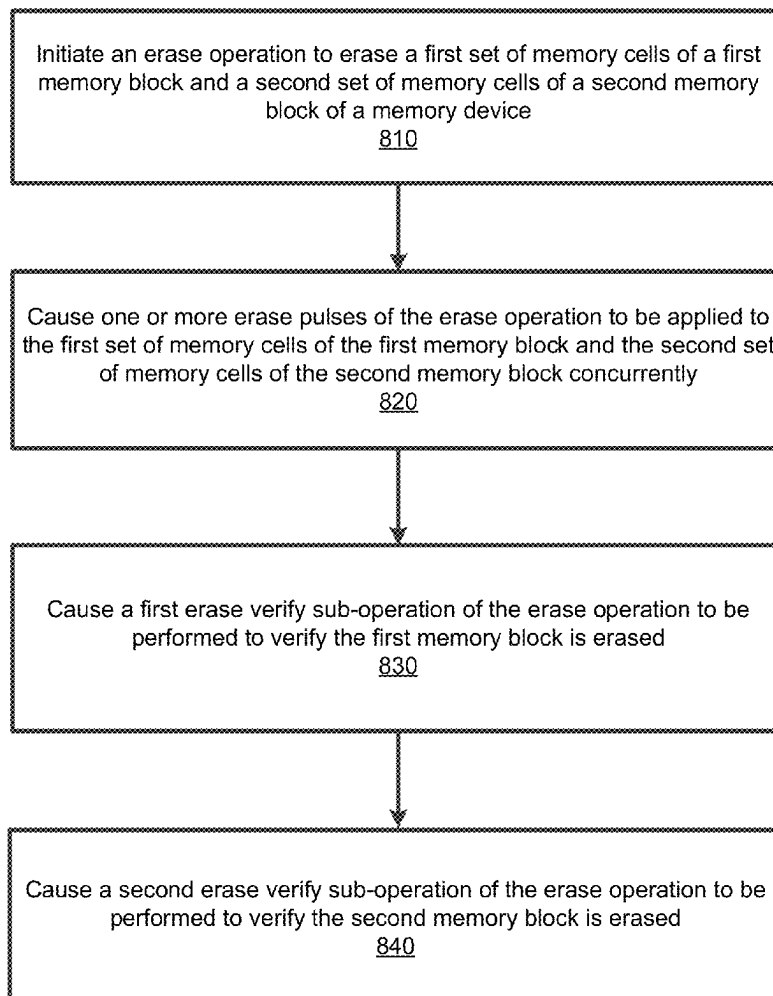 Initiate an erase operation to erase a first set of memory cells of a first
memory block and a second set of memory cells of a second memory
block of a memory device
810
Cause one or more erase pulses of the erase operation to be applied to
the first set of memory cells of the first memory block and the second set
of memory cells of the second memory block concurrently
820
Cause a first erase verify sub-operation of the erase operation to be
performed to verify the first memory block is erased
830
Cause a second erase verify sub-operation of the erase operation to be
performed to verify the second memory block is erased
840